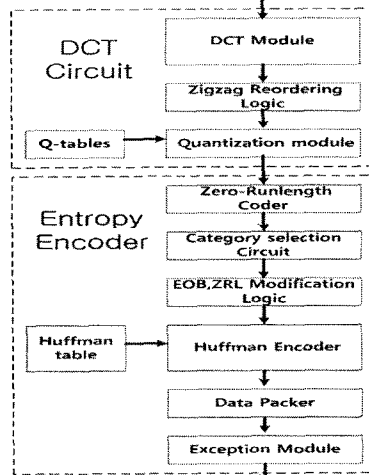 DCT
Circuit
DCT Module
Zigzag Reordering
Logic
Q-tables
Quantization module
Entropy
Encoder
Zero-Runlength
Coder
Category selection
Circuit
EOB,ZRL Modification
Logic
Huffman
table
Huffman Encoder
Data Packer
Exception Module